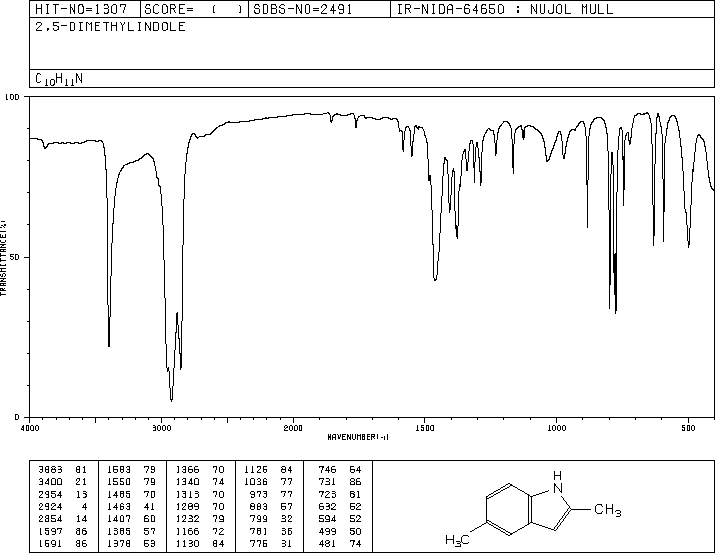 HIT-NO=1307 SCORE= ( ) SDBS-NO=2491 IR-NIDA-64650 : NUJOL MULL
2,5-DIMETHYLINDOLE
C10H11N
100
50
0
TRANSMITTANCE(%)
4000 3000 2000 1500 1000 500
WAVENUMBER(-1)
3883 81 1583 79 1366 70 1126 84 746 64
3400 21 1550 79 1340 74 1036 77 731 86
2954 13 1485 70 1313 70 973 77 723 81
2924 4 1463 41 1289 70 883 57 632 52
2854 14 1407 60 1232 79 799 32 594 52
1597 86 1385 57 1166 72 781 36 499 50
1591 86 1378 53 1130 84 776 31 481 74
H
N
CH3
H3C